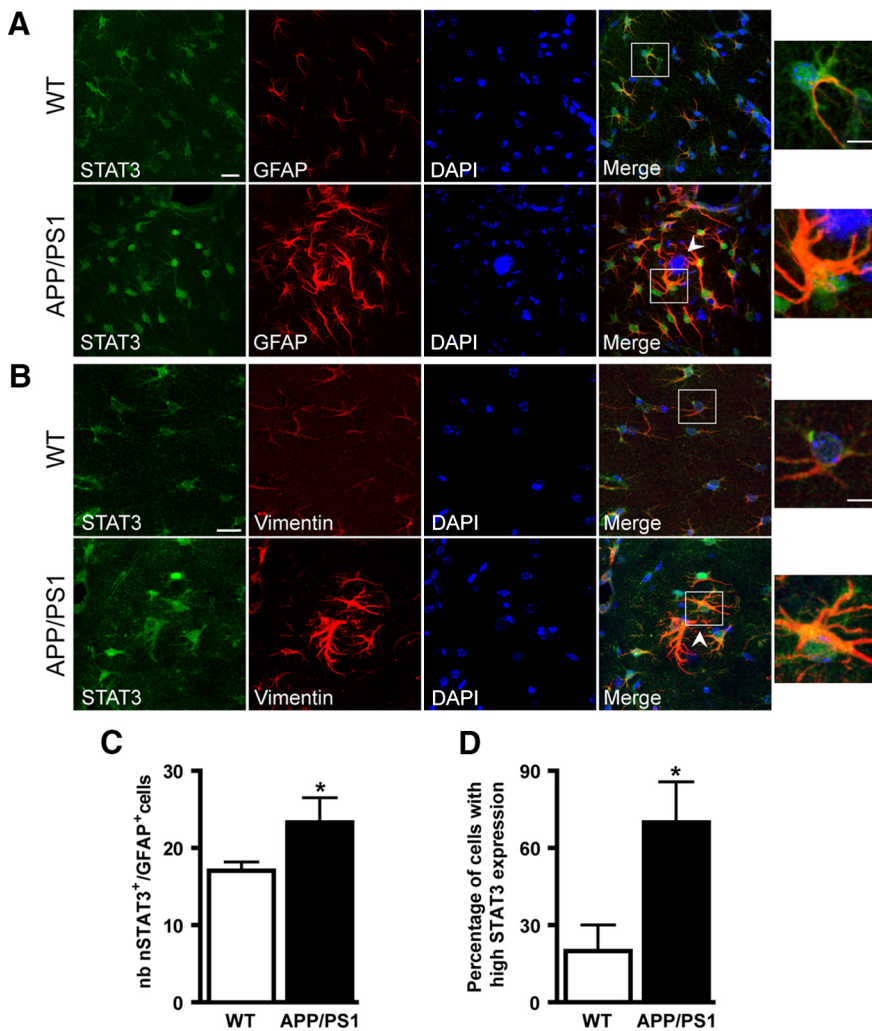 A
WT
STAT3 GFAP DAPI Merge
APP/PS1
STAT3 GFAP DAPI Merge
B
WT
STAT3 Vimentin DAPI Merge
APP/PS1
STAT3 Vimentin DAPI Merge
C
nb nSTAT3+/GFAP+cells
30
20
10
0
*
WT APP/PS1
D
Percentage of cells with
high STAT3 expression
90
60
30
0
*
WT APP/PS1